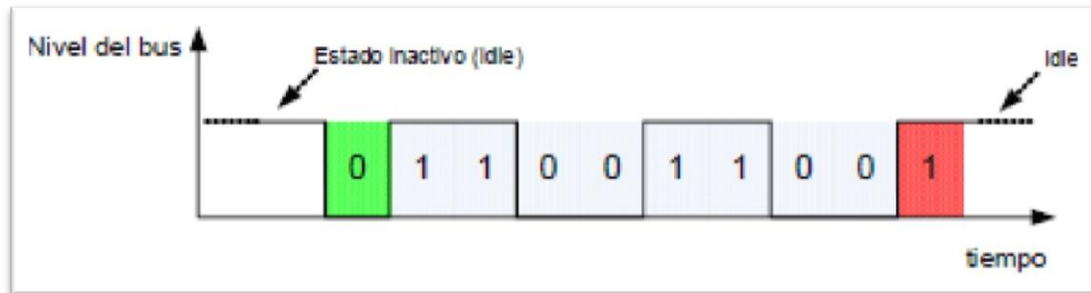 Nivel del bus
Estado Inactivo (Idle)
Idle
0 1 1 0 0 1 1 0 0 1
tiempo